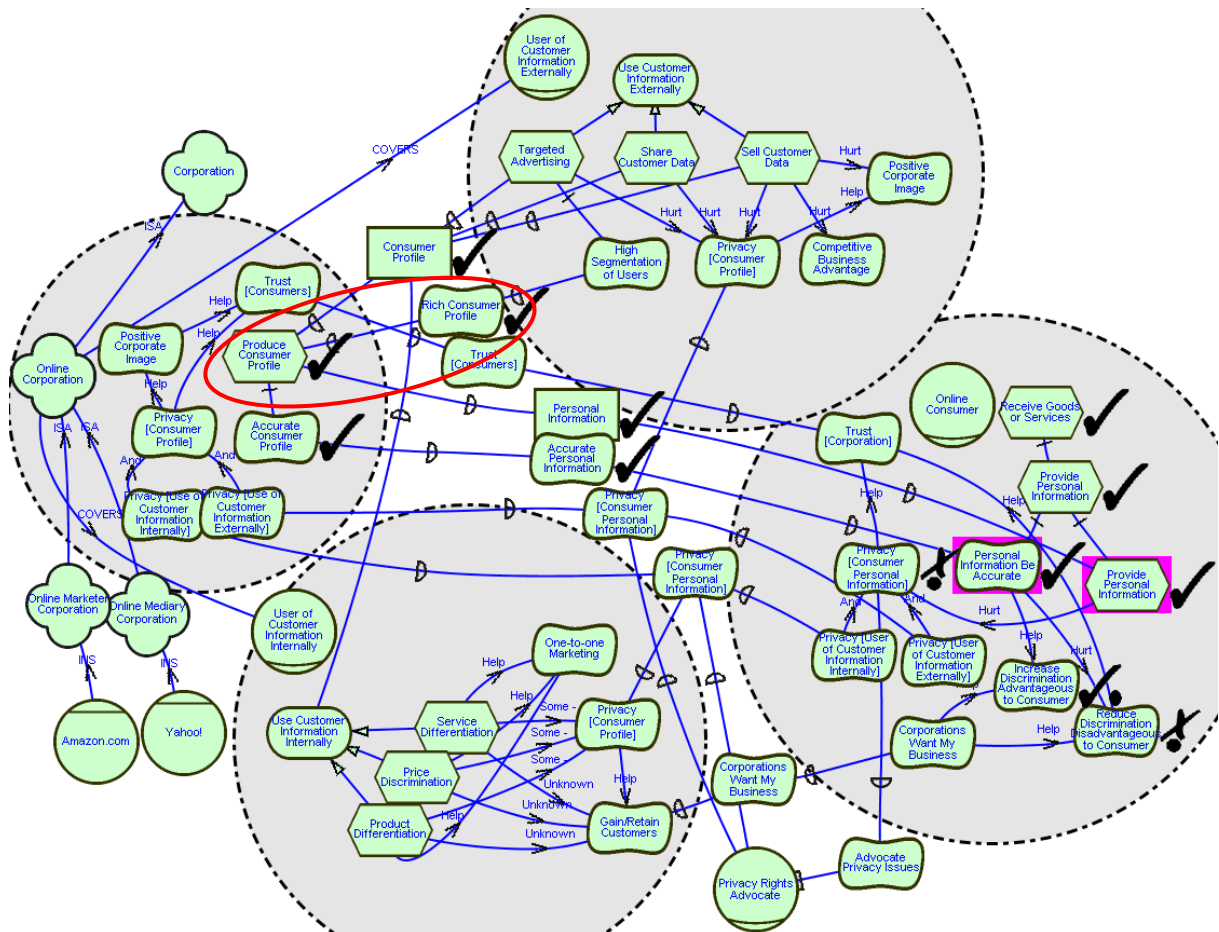 User of
Customer
Information
Externally
Use Customer
Information
Externally
COVERS
Targeted
Advertising
Share
Customer Data
Sell Customer
Data
Hurt
Positive
Corporate
Image
Help
Corporation
ISA
Hurt
Hurt
Hurt
Hurt
Consumer
Profile
High
Segmentation
of Users
Privacy
[Consumer
Profile]
Competitive
Business
Advantage
Trust
[Consumers]
Help
Rich Consumer
Profile
Help
Positive
Corporate
Image
Produce
Consumer
Profile
Trust
[Consumers]
Online
Corporation
Help
Privacy
[Consumer
Profile]
Accurate
Consumer
Profile
Personal
Information
Accurate
Personal
Information
Online
Consumer
Receive Goods
or Services
Trust
[Corporation]
ISA
ISA
And
And
Provide
Personal
Information
Privacy [Use of
Customer
Information
Internally]
Privacy [Use of
Customer
Information
Externally]
COVERS
Privacy
[Consumer
Personal
Information]
Help
Help
Privacy
[Consumer
Personal
Information]
Privacy
[Consumer
Personal
Information]
Personal
Information Be
Accurate
Provide
Personal
Information
Hurt
And
And
Online Marketer
Corporation
Online Mediary
Corporation
User of
Customer
Information
Internally
Privacy [User
of Customer
Information
Internally]
Privacy [User
of Customer
Information
Externally]
Help
Hurt
INS
INS
One-to-one
Marketing
Help
Help
Increase
Discrimination
Advantageous
to Consumer
Amazon.com
Yahoo!
Use Customer
Information
Internally
Service
Differentiation
Some -
Some -
Some -
Privacy
[Consumer
Profile]
Corporations
Want My
Business
Help
Reduce
Discrimination
Disadvantageous
to Consumer
Price
Discrimination
Unknown
Unknown
Unknown
Help
Corporations
Want My
Business
Product
Differentiation
Help
Gain/Retain
Customers
Privacy Rights
Advocate
Advocate
Privacy Issues